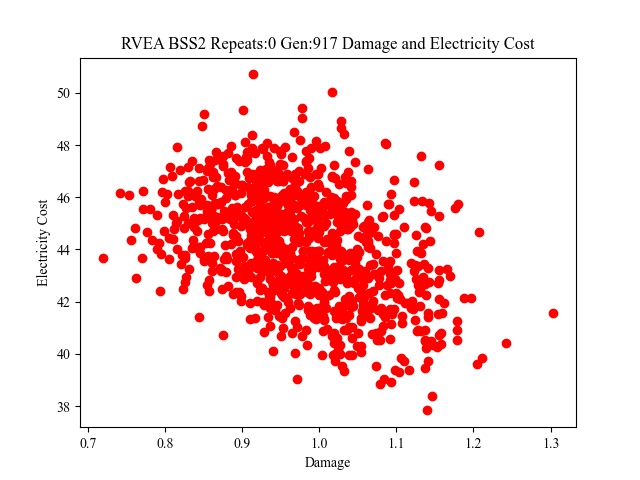 RVEA BSS2 Repeats:0 Gen:917 Damage and Electricity Cost
50
48
46
44
42
40
38
Electricity Cost
0.7 0.8 0.9 1.0 1.1 1.2 1.3
Damage